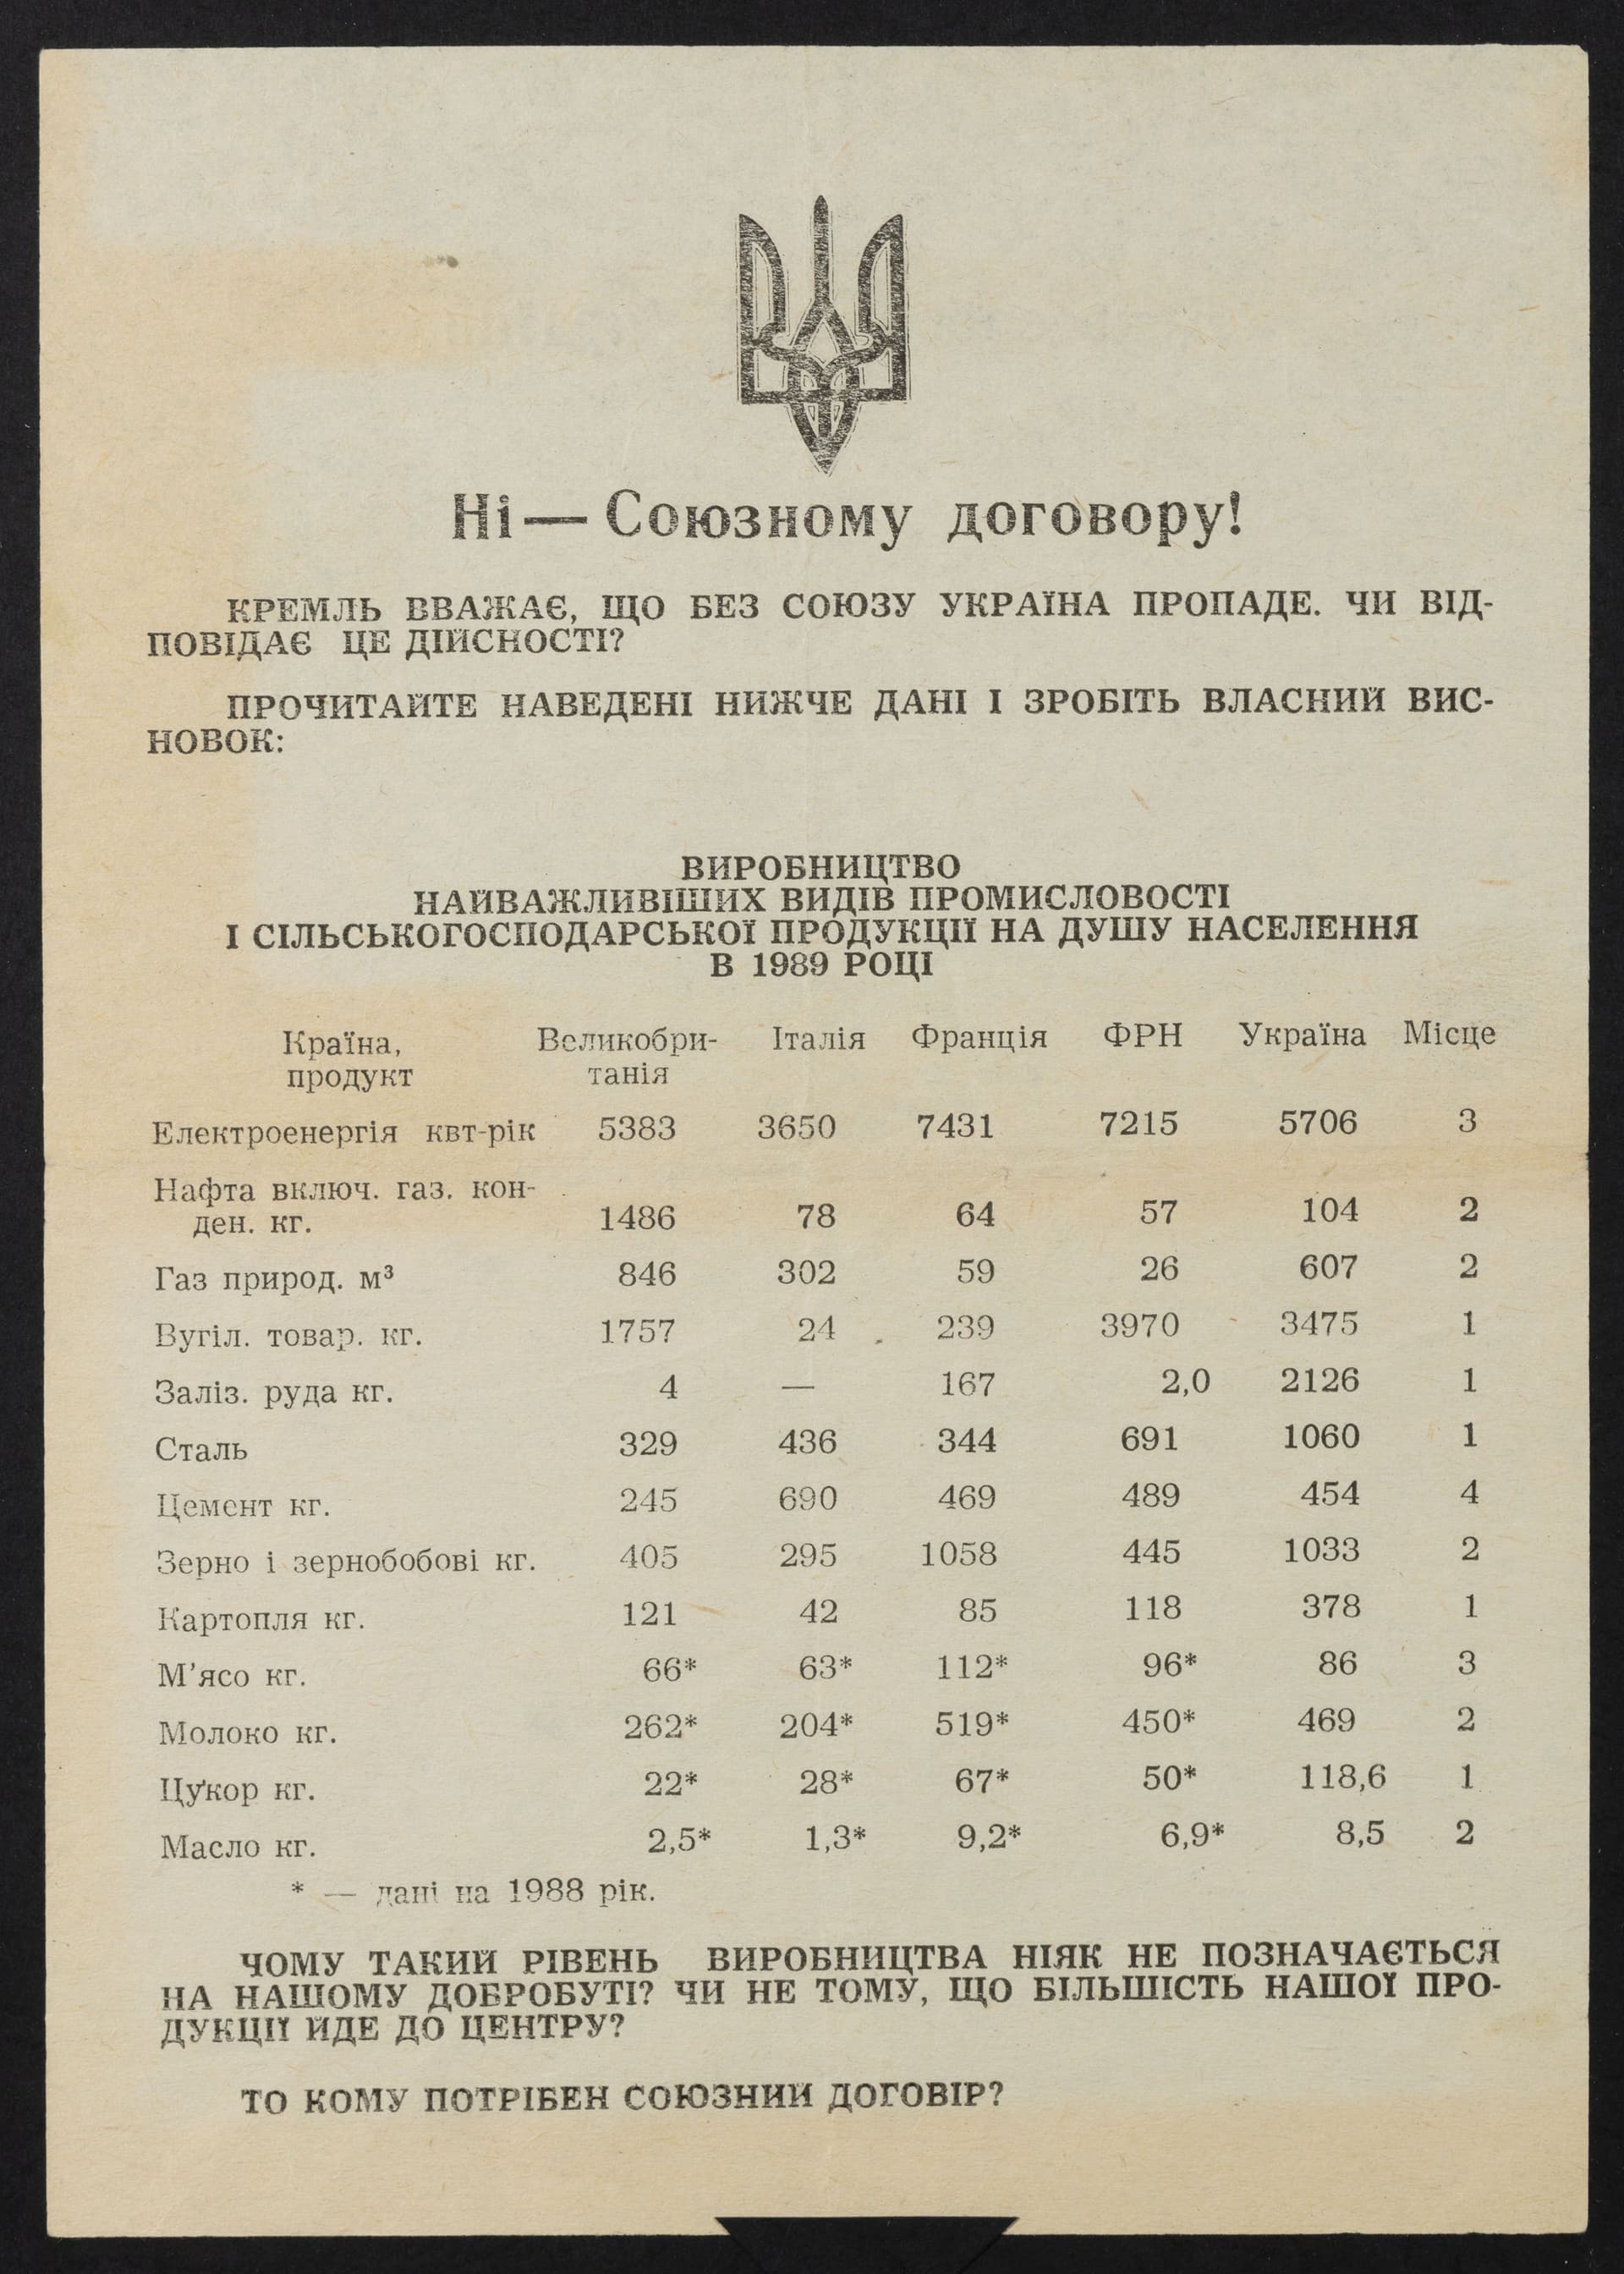 Ні — Союзному договору!
КРЕМЛЬ ВВАЖАЄ, ЩО БЕЗ СОЮЗУ УКРАЇНА ПРОПАДЕ. ЧИ ВІД-
ПОВІДАЄ ЦЕ ДІЙСНОСТІ?
ПРОЧИТАЙТЕ НАВЕДЕНІ НИЖЧЕ ДАНІ І ЗРОБІТЬ ВЛАСНИЙ ВИС-
НОВОК:
ВИРОБНИЦТВО
НАЙВАЖЛИВІШИХ ВИДІВ ПРОМИСЛОВОСТІ
І СІЛЬСЬКОГОСПОДАРСЬКОЇ ПРОДУКЦІЇ НА ДУШУ НАСЕЛЕННЯ
В 1989 РОЦІ
Країна, Великобри- Італія Франція ФРН Україна Місце
продукт танія
Електроенергія квт-рік 5383 3650 7431 7215 5706 3
Нафта включ. газ. кон-
ден. кг. 1486 78 64 57 104 2
Газ природ. м³ 846 302 59 26 607 2
Вугіл. товар. кг. 1757 24 239 3970 3475 1
Заліз. руда кг. 4 — 167 2,0 2126 1
Сталь 329 436 344 691 1060 1
Цемент кг. 245 690 469 489 454 4
Зерно і зернобобові кг. 405 295 1058 445 1033 2
Картопля кг. 121 42 85 118 378 1
М'ясо кг. 66* 63* 112* 96* 86 3
Молоко кг. 262* 204* 519* 450* 469 2
Цукор кг. 22* 28* 67* 50* 118,6 1
Масло кг. 2,5* 1,3* 9,2* 6,9* 8,5 2
* — дані на 1988 рік.
ЧОМУ ТАКИЙ РІВЕНЬ ВИРОБНИЦТВА НІЯК НЕ ПОЗНАЧАЄТЬСЯ
НА НАШОМУ ДОБРОБУТІ? ЧИ НЕ ТОМУ, ЩО БІЛЬШІСТЬ НАШОЇ ПРО-
ДУКЦІЇ ЙДЕ ДО ЦЕНТРУ?
ТО КОМУ ПОТРІБЕН СОЮЗНИЙ ДОГОВІР?